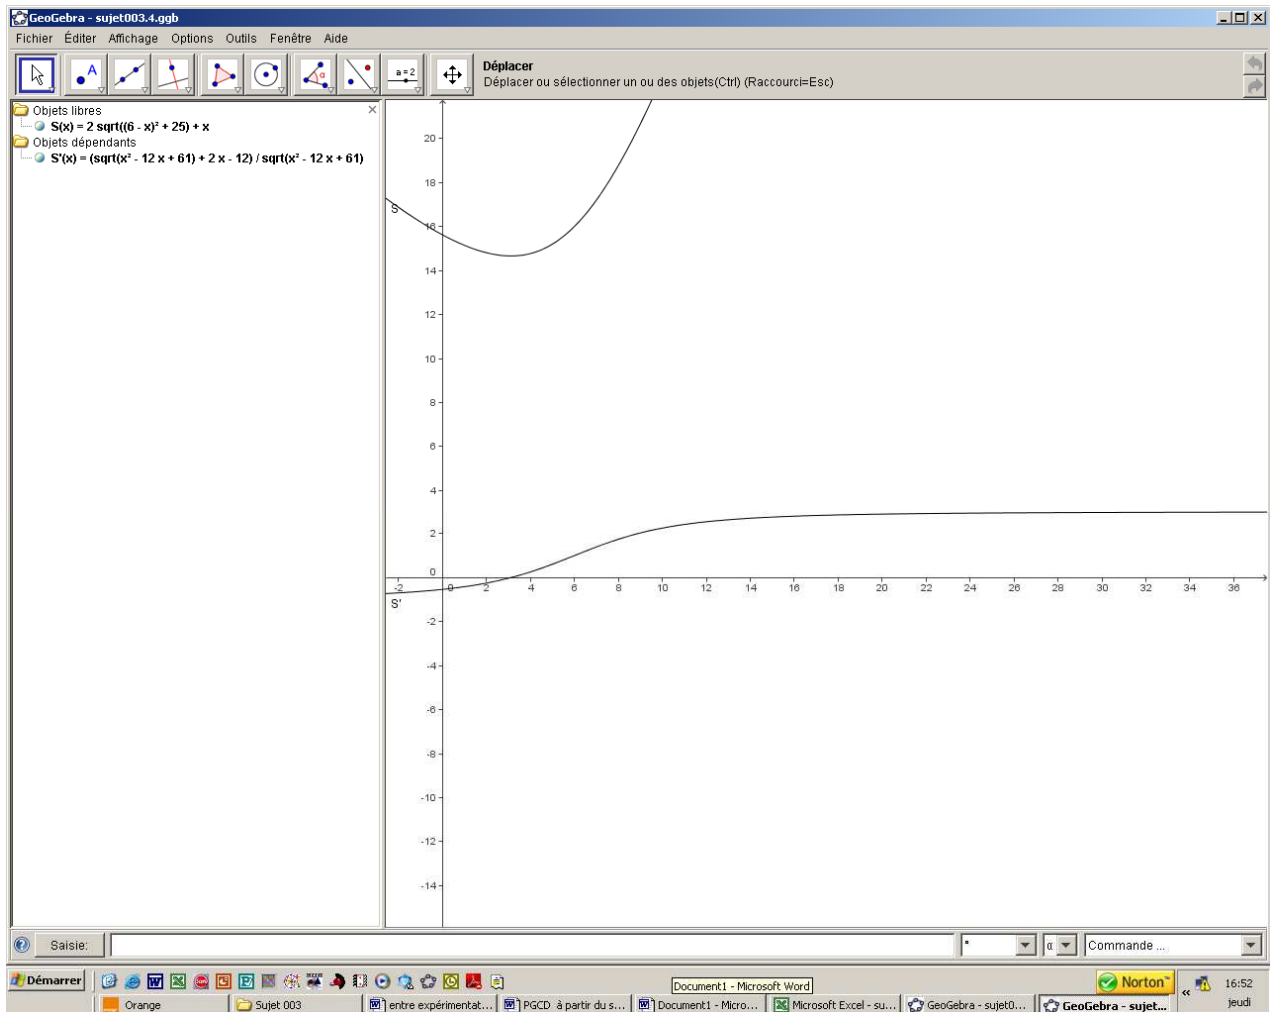 GeoGebra - sujet003.4.ggb
Fichier Éditer Affichage Options Outils Fenêtre Aide
A
α
a=2
Déplacer
Déplacer ou sélectionner un ou des objets(Ctrl) (Raccourci=Esc)
Objets libres
S(x) = 2 sqrt((6 - x)² + 25) + x
Objets dépendants
S'(x) = (sqrt(x² - 12 x + 61) + 2 x - 12) / sqrt(x² - 12 x + 61)
20
18
S
16
14
12
10
8
6
4
2
0
-2 0 2 4 6 8 10 12 14 16 18 20 22 24 26 28 30 32 34 36
S'
-2
-4
-6
-8
-10
-12
-14
Saisie:
α
Commande ...
Démarrer
Document1 - Microsoft Word
Norton
«
16:52
Orange
Sujet 003
entre expérimentat...
PGCD à partir du s...
Document1 - Micro...
Microsoft Excel - su...
GeoGebra - sujet0...
GeoGebra - sujet...
jeudi